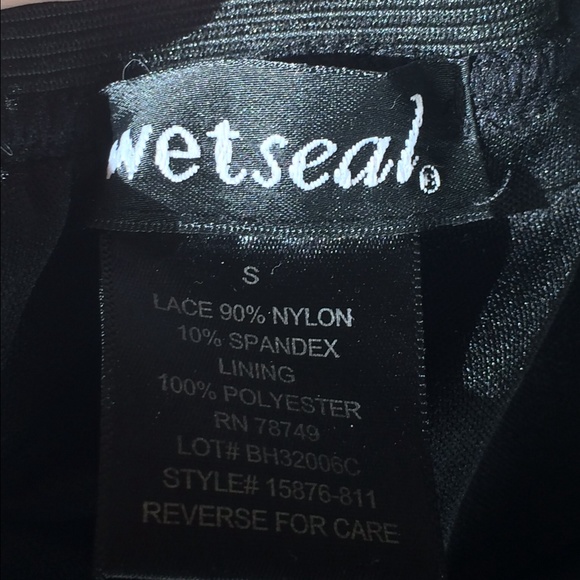 wetseal®
S
LACE 90% NYLON
10% SPANDEX
LINING
100% POLYESTER
RN 78749
LOT# BH32006C
STYLE# 15876-811
REVERSE FOR CARE